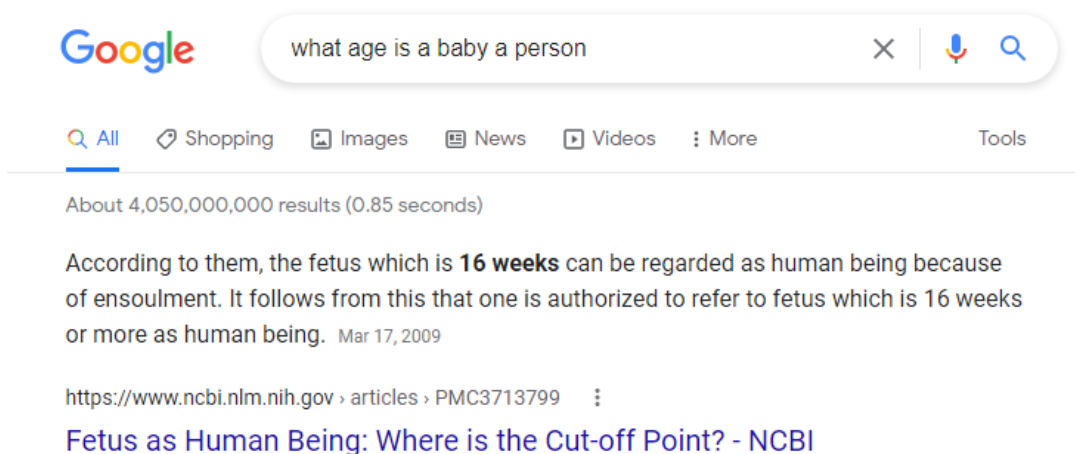 Google what age is a baby a person
All Shopping Images News Videos More Tools
About 4,050,000,000 results (0.85 seconds)
According to them, the fetus which is 16 weeks can be regarded as human being because
of ensoulment. It follows from this that one is authorized to refer to fetus which is 16 weeks
or more as human being. Mar 17, 2009
https://www.ncbi.nlm.nih.gov › articles › PMC3713799
Fetus as Human Being: Where is the Cut-off Point? - NCBI